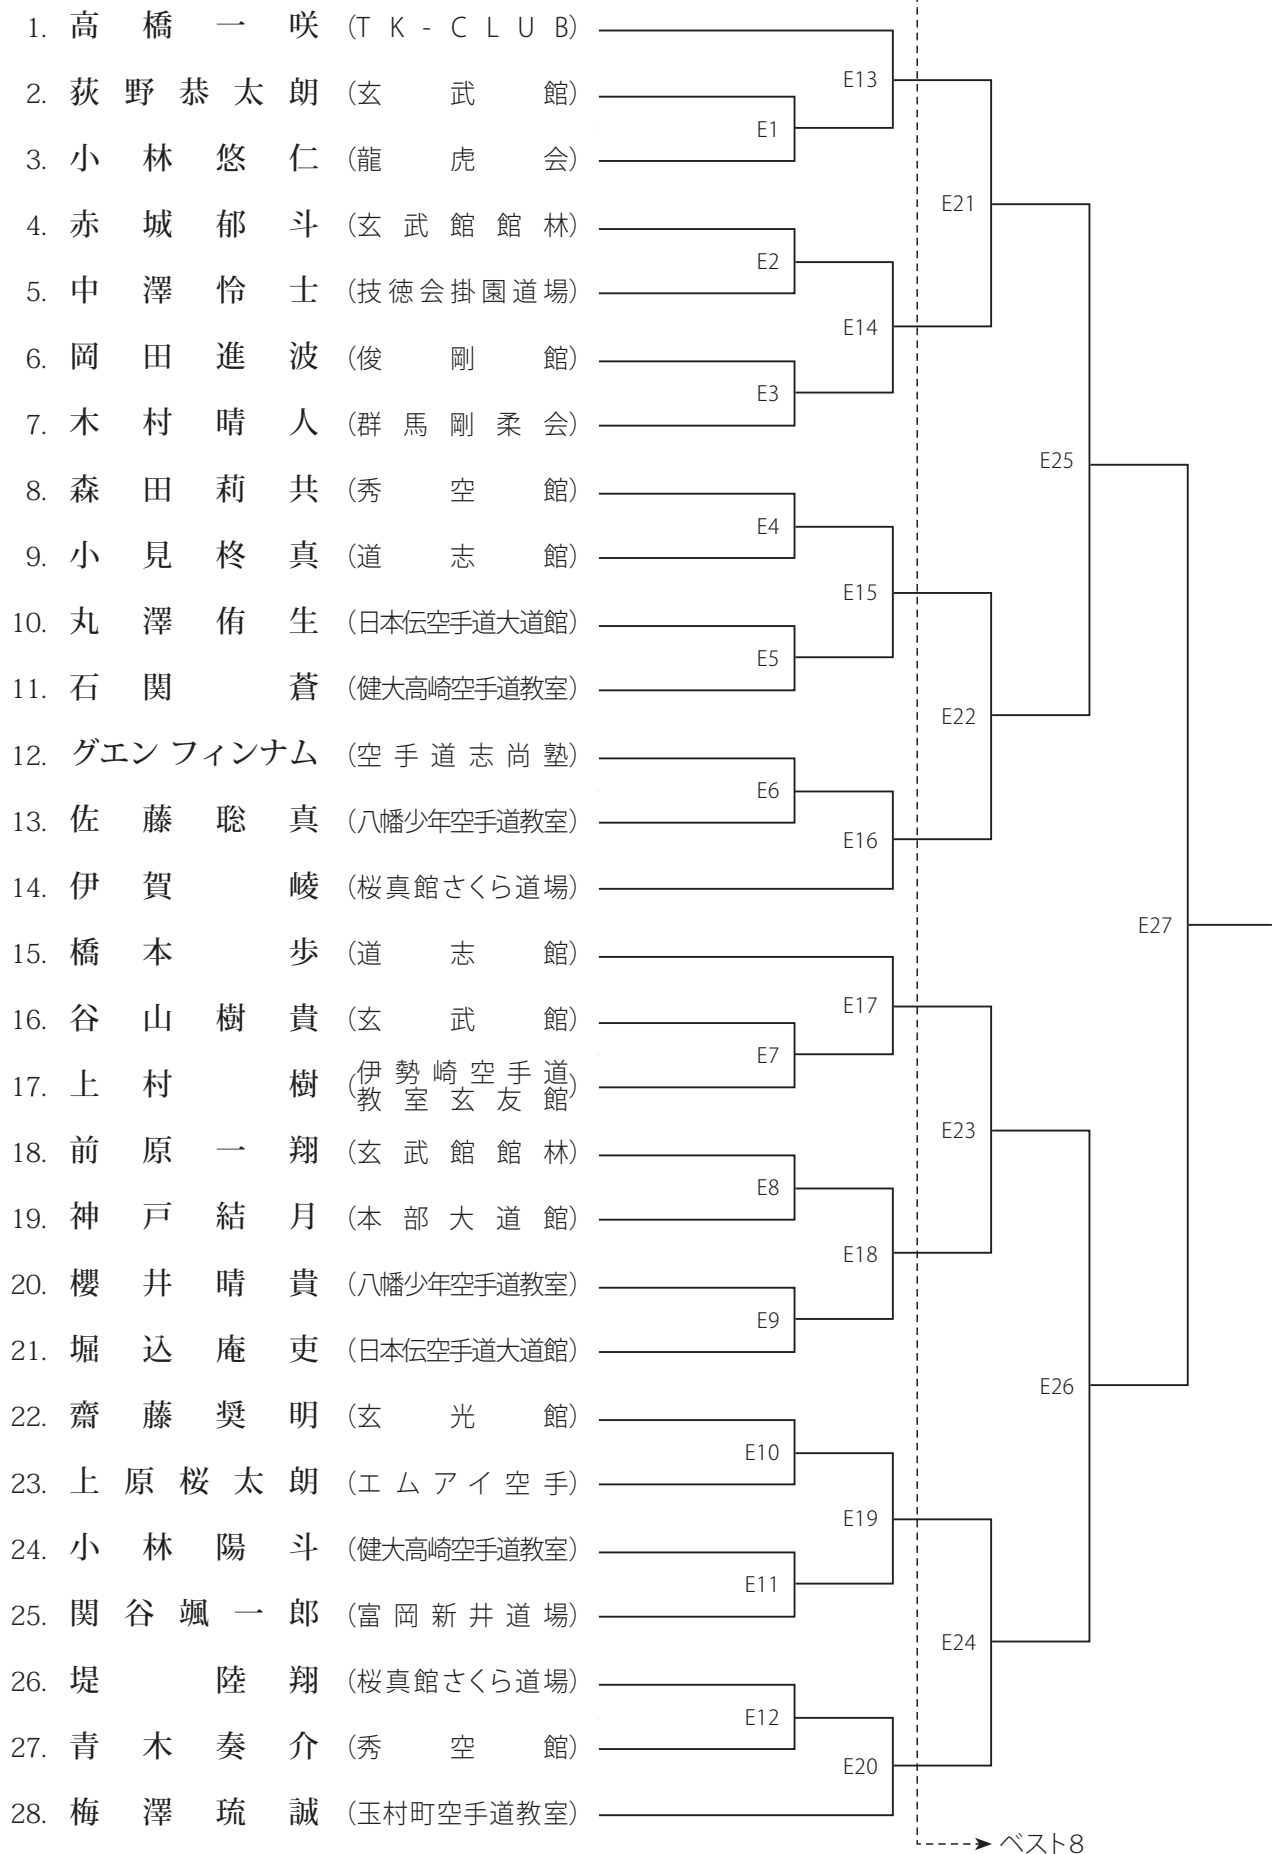 1. 高橋一咲 (TK-CLUB)
2. 荻野恭太朗 (玄武館)
3. 小林悠仁 (龍虎会)
4. 赤城郁斗 (玄武館館林)
5. 中澤怜士 (技徳会掛園道場)
6. 岡田進波 (俊剛館)
7. 木村晴人 (群馬剛柔会)
8. 森田莉共 (秀空館)
9. 小見柊真 (道志館)
10. 丸澤侑生 (日本伝空手道大道館)
11. 石関蒼 (健大高崎空手道教室)
12. グエン フィンナム (空手道志尚塾)
13. 佐藤聡真 (八幡少年空手道教室)
14. 伊賀崚 (桜真館さくら道場)
15. 橋本歩 (道志館)
16. 谷山樹貴 (玄武館)
17. 上村樹 (伊勢崎空手道教室玄友館)
18. 前原一翔 (玄武館館林)
19. 神戸結月 (本部大道館)
20. 櫻井晴貴 (八幡少年空手道教室)
21. 堀込庵吏 (日本伝空手道大道館)
22. 齋藤奨明 (玄光館)
23. 上原桜太朗 (エムアイ空手)
24. 小林陽斗 (健大高崎空手道教室)
25. 関谷颯一郎 (富岡新井道場)
26. 堤陸翔 (桜真館さくら道場)
27. 青木奏介 (秀空館)
28. 梅澤琉誠 (玉村町空手道教室)
E1
E2
E3
E4
E5
E6
E7
E8
E9
E10
E11
E12
E13
E14
E15
E16
E17
E18
E19
E20
E21
E22
E23
E24
E25
E26
E27
ベスト8